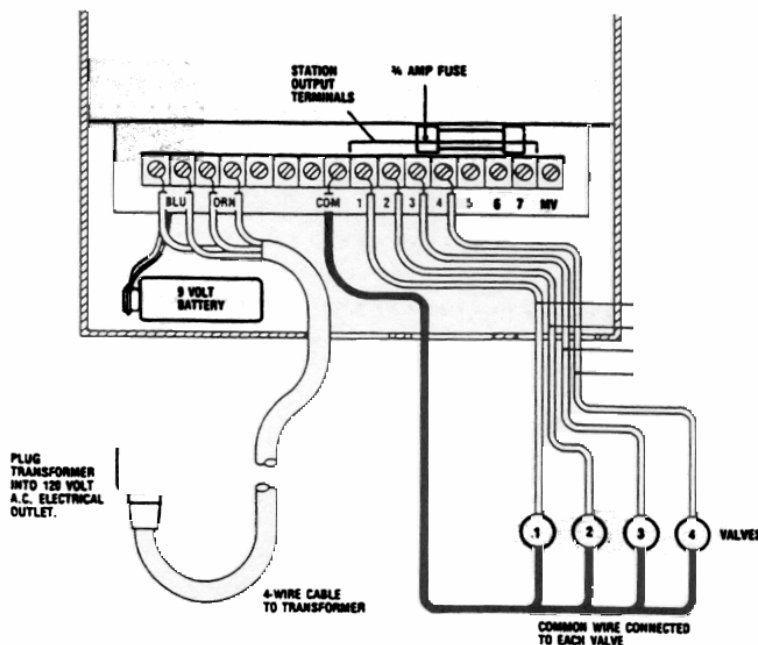 STATION
OUTPUT
TERMINALS
¾ AMP FUSE
BLU ORN COM 1 2 3 4 5 6 7 MV
9 VOLT
BATTERY
PLUG
TRANSFORMER
INTO 120 VOLT
A.C. ELECTRICAL
OUTLET.
1 2 3 4 VALVES
4-WIRE CABLE
TO TRANSFORMER
COMMON WIRE CONNECTED
TO EACH VALVE